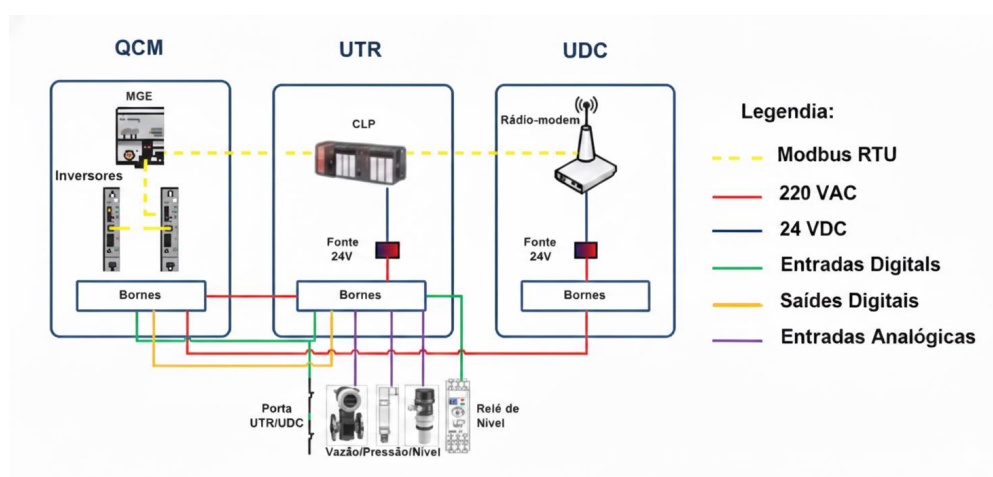 QCM
UTR
UDC
MGE
Inversores
Bornes
CLP
Fonte
24V
Bornes
Rádio-modem
Fonte
24V
Bornes
Porta
UTR/UDC
Vazão/Pressão/Nível
Relé de
Nível
Legendia:
Modbus RTU
220 VAC
24 VDC
Entradas Digitals
Saídes Digitais
Entradas Analógicas